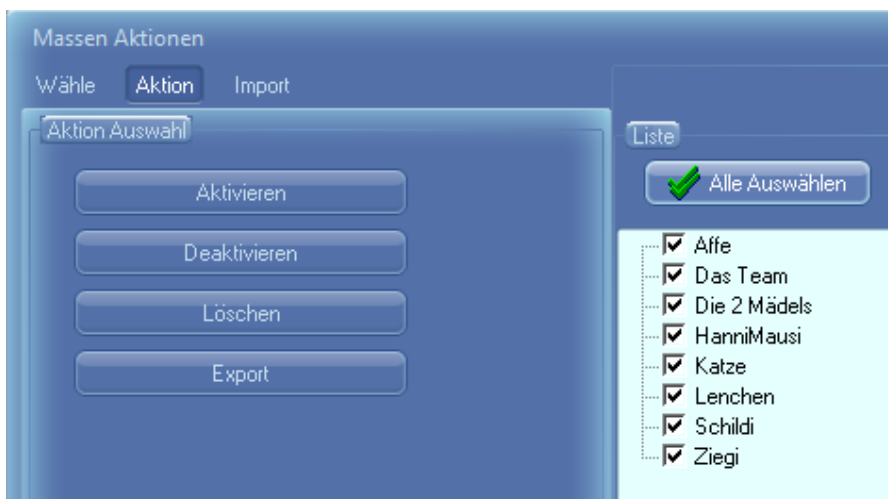 Massen Aktionen
Wähle Aktion Import
Aktion Auswahl
Aktivieren
Deaktivieren
Löschen
Export
Liste
Alle Auswählen
Affe
Das Team
Die 2 Mädels
HanniMausi
Katze
Lenchen
Schildi
Ziegi